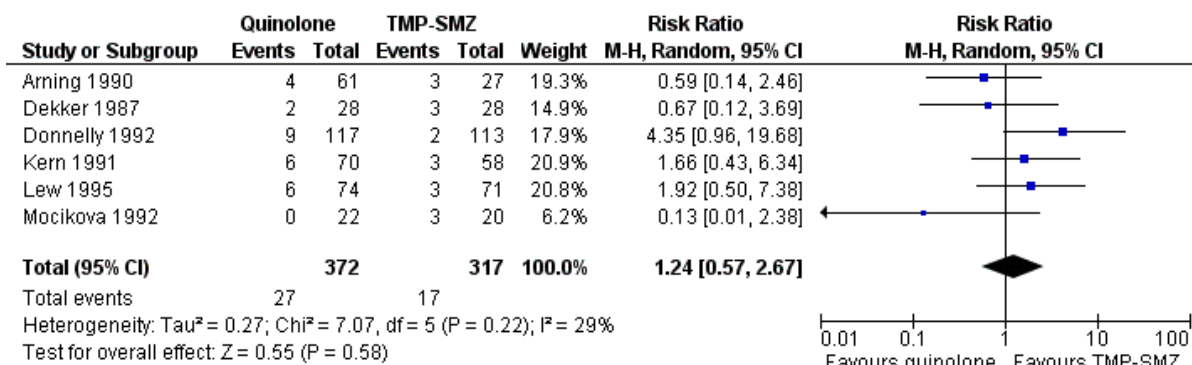 Quinolone TMP-SMZ Risk Ratio Risk Ratio
Study or Subgroup Events Total Events Total Weight M-H, Random, 95% CI M-H, Random, 95% CI
Arning 1990 4 61 3 27 19.3% 0.59 [0.14, 2.46]
Dekker 1987 2 28 3 28 14.9% 0.67 [0.12, 3.69]
Donnelly 1992 9 117 2 113 17.9% 4.35 [0.96, 19.68]
Kern 1991 6 70 3 58 20.9% 1.66 [0.43, 6.34]
Lew 1995 6 74 3 71 20.8% 1.92 [0.50, 7.38]
Mocikova 1992 0 22 3 20 6.2% 0.13 [0.01, 2.38]
Total (95% CI) 372 317 100.0% 1.24 [0.57, 2.67]
Total events 27 17
Heterogeneity: Tau² = 0.27; Chi² = 7.07, df = 5 (P = 0.22); I² = 29%
Test for overall effect: Z = 0.55 (P = 0.58)
0.01 0.1 1 10 100
Favours quinolone Favours TMP-SMZ